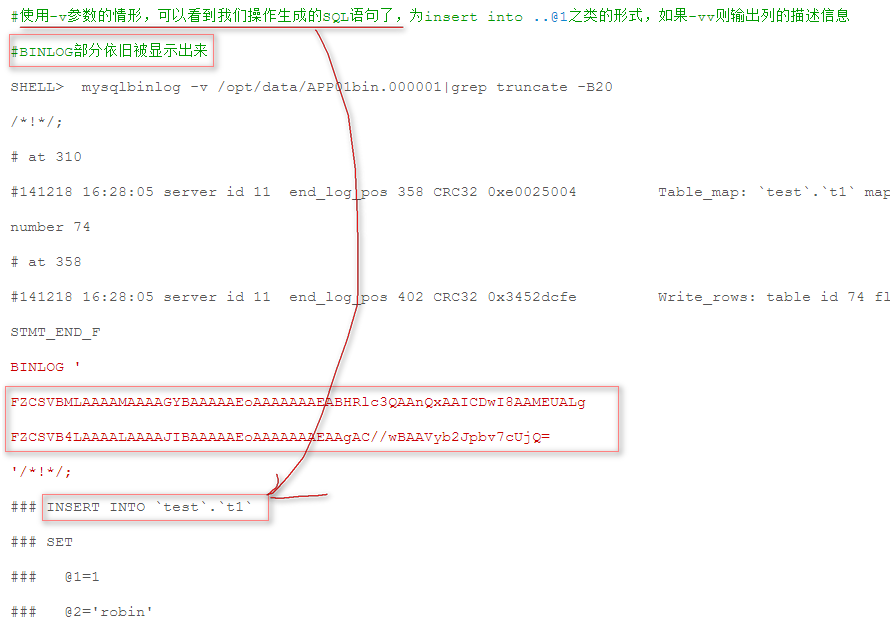 #使用-v参数的情形，可以看到我们操作生成的SQL语句了，为insert into ..@1之类的形式，如果-vv则输出列的描述信息
#BINLOG部分依旧被显示出来
SHELL>  mysqlbinlog -v /opt/data/APP01bin.000001|grep truncate -B20
/*!*/;
# at 310
#141218 16:28:05 server id 11  end_log_pos 358 CRC32 0xe0025004         Table_map: `test`.`t1` map
number 74
# at 358
#141218 16:28:05 server id 11  end_log_pos 402 CRC32 0x3452dcfe         Write_rows: table id 74 fl
STMT_END_F
BINLOG '
FZCSVBMLAAAAMAAAAGYBAAAAAEoAAAAAAAEABHRlc3QAAnQxAAICDwI8AAMEUALg
FZCSVB4LAAAALAAAAJIBAAAAAEoAAAAAAAEAAgAC//wBAAVyb2Jpbv7cUjQ=
'/*!*/;
### INSERT INTO `test`.`t1`
### SET
###   @1=1
###   @2='robin'